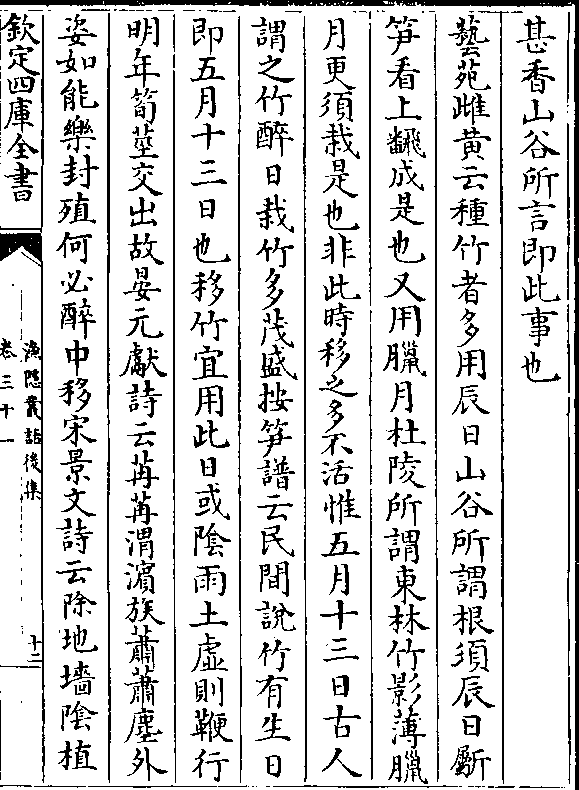 甚香山谷所言即此事也
藝苑雌黄云種竹者多用辰日山谷所謂根須辰日斸
笋看上飜成是也又用臘月杜陵所謂東林竹影薄臘
月更須栽是也非此時移之多不活惟五月十三日古人
謂之竹醉日栽竹多茂盛按笋譜云民間說竹有生日
即五月十三日也移竹宜用此日或陰雨土虛則鞭行
明年筍莖交出故晏元獻詩云苒苒渭濵族蕭蕭塵外
姿如能樂封殖何必醉中移宋景文詩云除地墻陰植
欽定四庫全書
漁隱叢話後集
卷三十一
十二